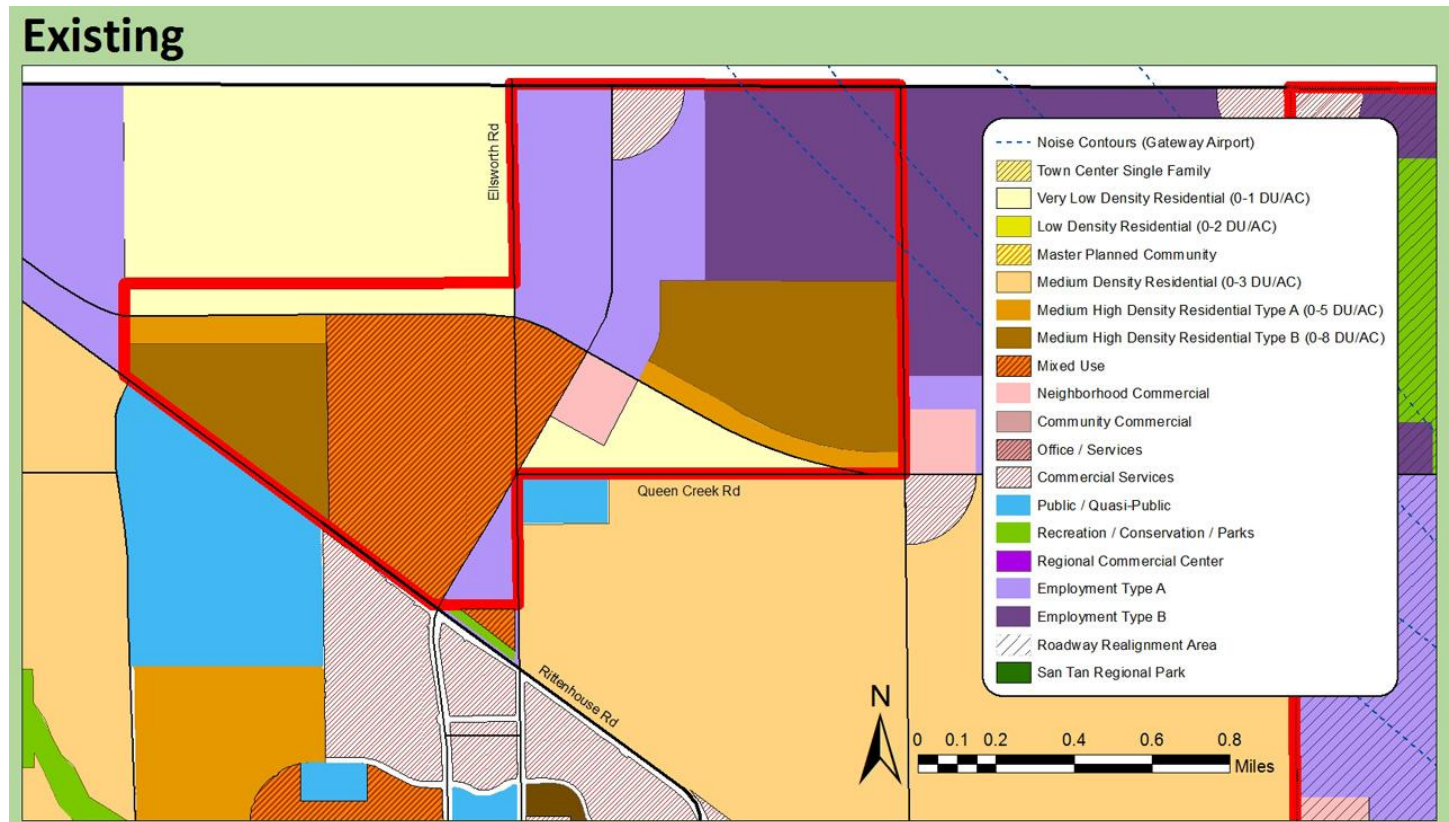 Existing
Ellsworth Rd
Noise Contours (Gateway Airport)
Town Center Single Family
Very Low Density Residential (0-1 DU/AC)
Low Density Residential (0-2 DU/AC)
Master Planned Community
Medium Density Residential (0-3 DU/AC)
Medium High Density Residential Type A (0-5 DU/AC)
Medium High Density Residential Type B (0-8 DU/AC)
Mixed Use
Neighborhood Commercial
Community Commercial
Office / Services
Commercial Services
Public / Quasi-Public
Recreation / Conservation / Parks
Regional Commercial Center
Employment Type A
Employment Type B
Roadway Realignment Area
San Tan Regional Park
Queen Creek Rd
Rittenhouse Rd
N
0 0.1 0.2 0.4 0.6 0.8
Miles